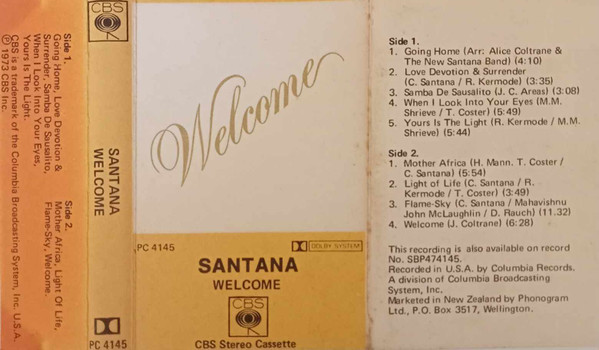 Side 1.
Going Home, Love Devotion &
Surrender, Samba De Sausalito,
When I Look Into Your Eyes,
Yours Is The Light.
CBS is a trademark of the Columbia Broadcasting System, Inc. U.S.A.
℗ 1973 CBS Inc.
Side 2.
Mother Africa, Light Of Life,
Flame-Sky, Welcome.
CBS
SANTANA
WELCOME
PC 4145
Welcome
PC 4145
DOLBY SYSTEM
SANTANA
WELCOME
CBS
CBS Stereo Cassette
Side 1.
1. Going Home (Arr: Alice Coltrane &
The New Santana Band) (4:10)
2. Love Devotion & Surrender
(C. Santana / R. Kermode) (3:35)
3. Samba De Sausalito (J. C. Areas) (3:08)
4. When I Look Into Your Eyes (M.M.
Shrieve / T. Coster) (5:49)
5. Yours Is The Light (R. Kermode / M.M.
Shrieve) (5:44)
Side 2.
1. Mother Africa (H. Mann. T. Coster /
C. Santana) (5:54)
2. Light of Life (C. Santana / R.
Kermode / T. Coster) (3:49)
3. Flame-Sky (C. Santana / Mahavishnu
John McLaughlin / D. Rauch) (11.32)
4. Welcome (J. Coltrane) (6:28)
This recording is also available on record
No. SBP474145.
Recorded in U.S.A. by Columbia Records.
A division of Columbia Broadcasting
System, Inc.
Marketed in New Zealand by Phonogram
Ltd., P.O. Box 3517, Wellington.